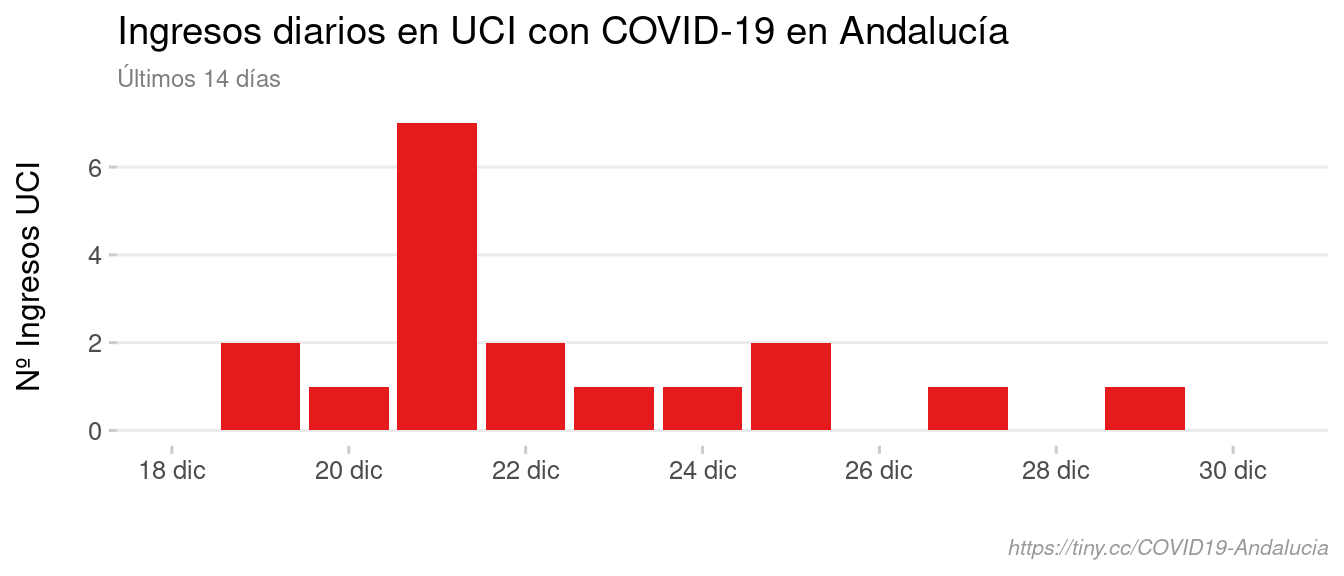 Ingresos diarios en UCI con COVID-19 en Andalucía
Últimos 14 días
Nº Ingresos UCI
6
4
2
0
18 dic 20 dic 22 dic 24 dic 26 dic 28 dic 30 dic
https://tiny.cc/COVID19-Andalucia